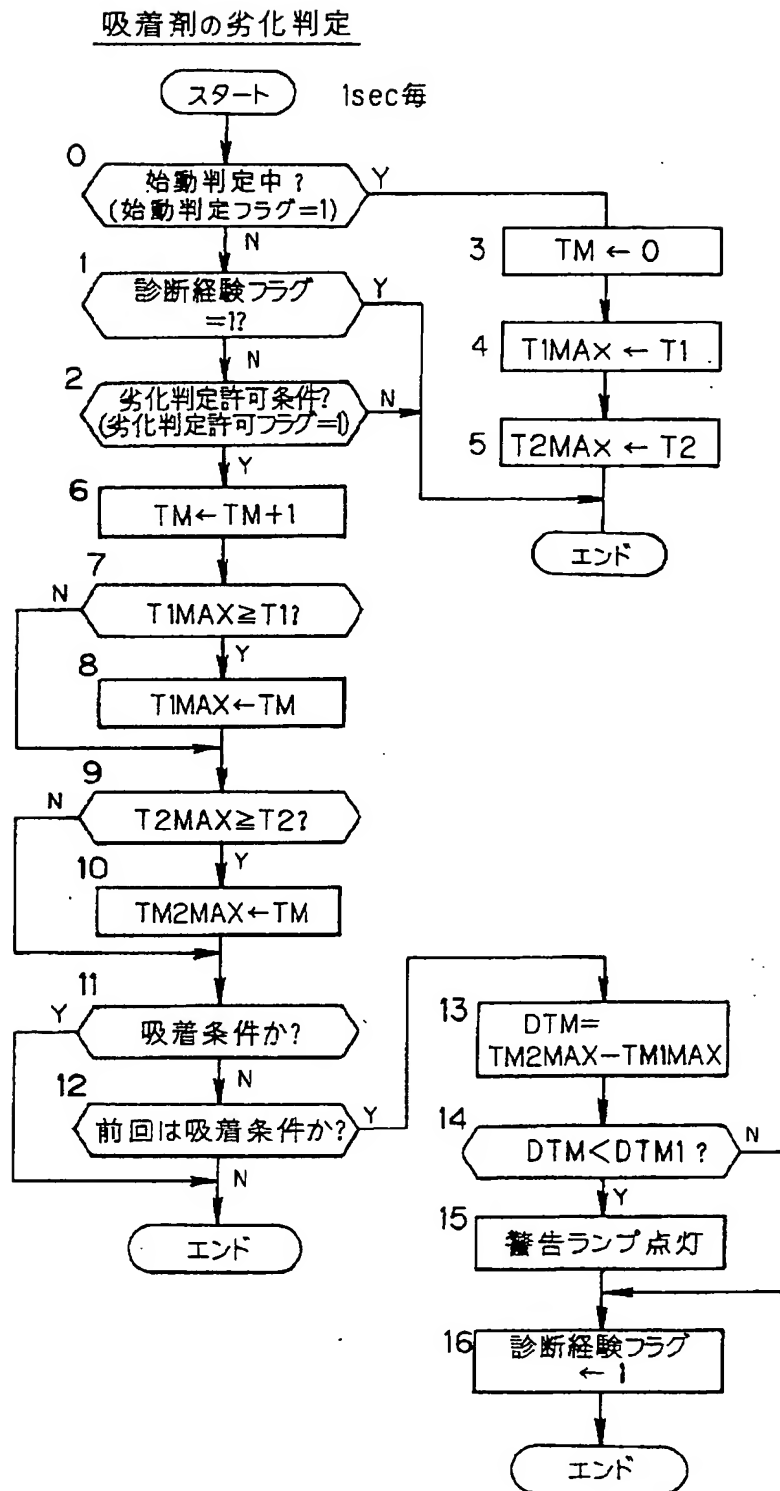 吸着剤の劣化判定
スタート
1sec毎
0
始動判定中?
(始動判定フラグ=1)
Y
N
3
TM ← 0
1
診断経験フラグ
=1?
Y
N
4
T1MAX ← T1
2
劣化判定許可条件?
(劣化判定許可フラグ=1)
N
Y
5
T2MAX ← T2
エンド
6
TM←TM+1
7
N
T1MAX≧T1?
Y
8
T1MAX←TM
9
N
T2MAX≧T2?
Y
10
TM2MAX←TM
11
Y
吸着条件か?
N
12
前回は吸着条件か?
Y
N
エンド
13
DTM=
TM2MAX−TM1MAX
14
DTM<DTM1?
N
Y
15
警告ランプ点灯
16
診断経験フラグ
← 1
エンド